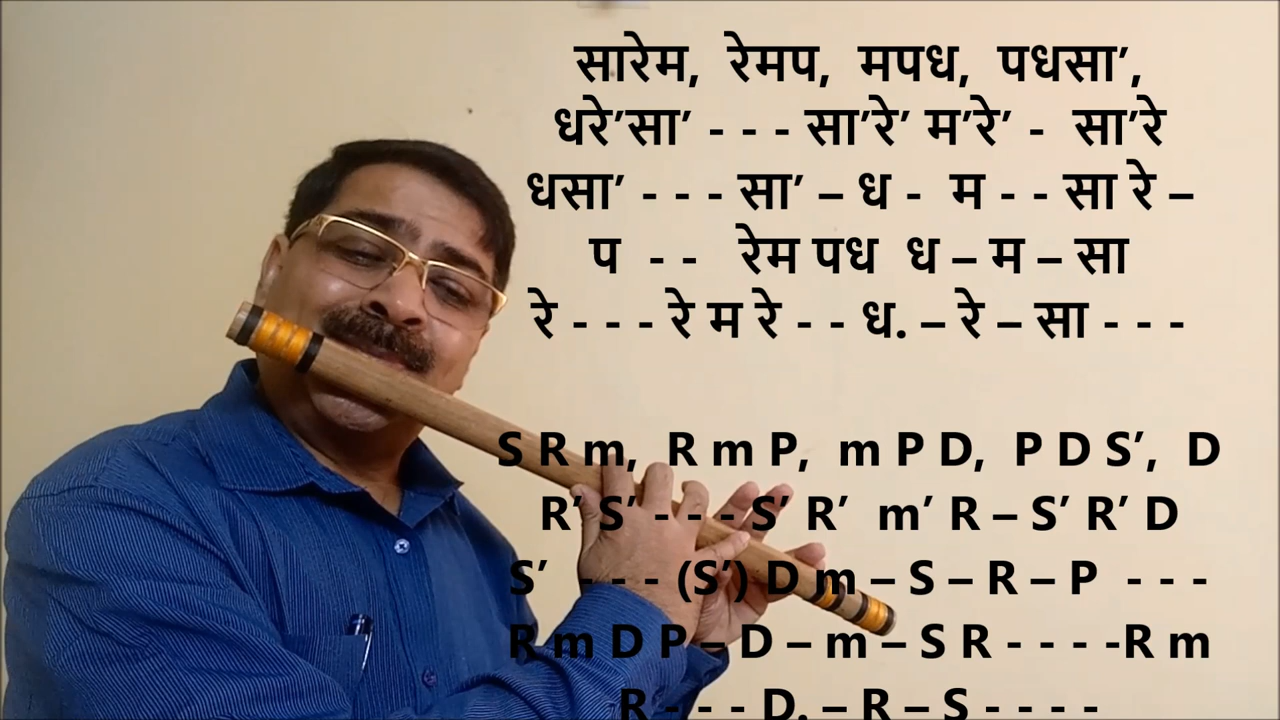 सारेम, रेमप, मपध, पधसा’,
धरे’सा’ - - - सा’रे’ म’रे’ - सा’रे
धसा’ - - - सा’ – ध - म - - सा रे –
प - - रेम पध ध – म – सा
रे - - - रे म रे - - ध. – रे – सा - - -
S R m, R m P, m P D, P D S’, D
R’ S’ - - - S’ R’ m’ R – S’ R’ D
S’ - - - (S’) D m – S – R – P - - -
R m D P – D – m – S R - - - -R m
R - - - D. – R – S - - - -